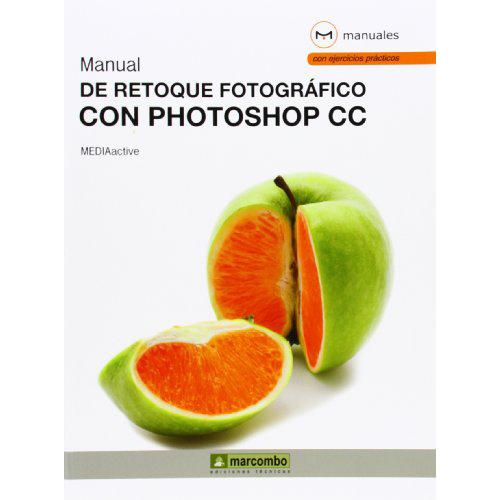 manuales
con ejercicios prácticos
Manual
DE RETOQUE FOTOGRÁFICO
CON PHOTOSHOP CC
MEDIAactive
marcombo
ediciones técnicas